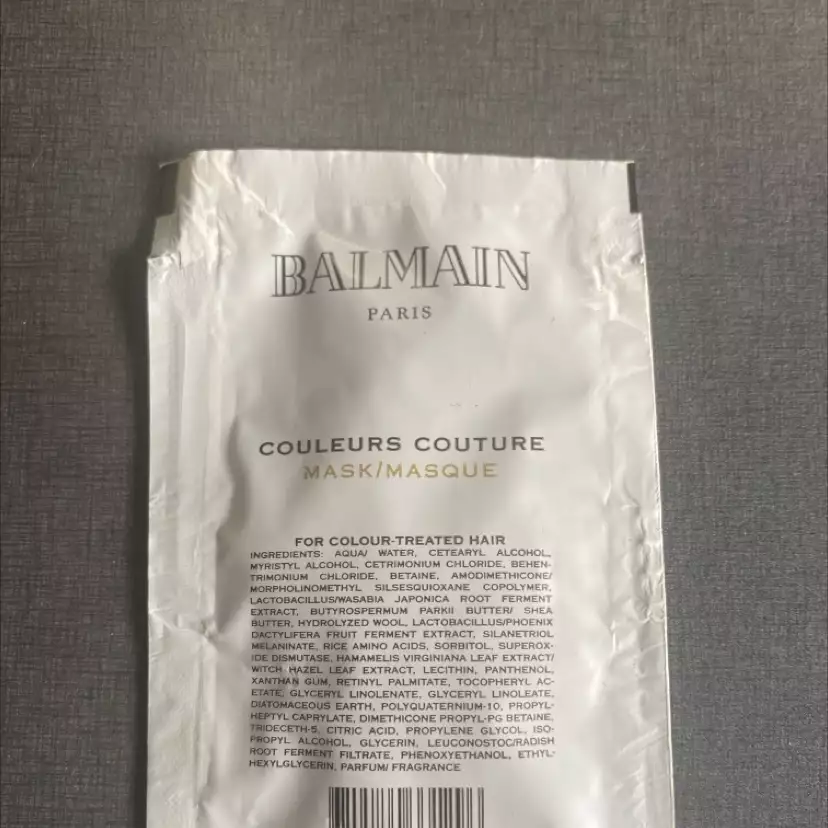 BALMAIN
PARIS
COULEURS COUTURE
MASK/MASQUE
FOR COLOUR-TREATED HAIR
INGREDIENTS: AQUA/ WATER, CETEARYL ALCOHOL,
MYRISTYL ALCOHOL, CETRIMONIUM CHLORIDE, BEHEN-
TRIMONIUM CHLORIDE, BETAINE, AMODIMETHICONE/
MORPHOLINOMETHYL SILSESQUIOXANE COPOLYMER,
LACTOBACILLUS/WASABIA JAPONICA ROOT FERMENT
EXTRACT, BUTYROSPERMUM PARKII BUTTER/ SHEA
BUTTER, HYDROLYZED WOOL, LACTOBACILLUS/PHOENIX
DACTYLIFERA FRUIT FERMENT EXTRACT, SILANETRIOL
MELANINATE, RICE AMINO ACIDS, SORBITOL, SUPEROX-
IDE DISMUTASE, HAMAMELIS VIRGINIANA LEAF EXTRACT/
WITCH HAZEL LEAF EXTRACT, LECITHIN, PANTHENOL,
XANTHAN GUM, RETINYL PALMITATE, TOCOPHERYL AC-
ETATE, GLYCERYL LINOLENATE, GLYCERYL LINOLEATE,
DIATOMACEOUS EARTH, POLYQUATERNIUM-10, PROPYL-
HEPTYL CAPRYLATE, DIMETHICONE PROPYL-PG BETAINE,
TRIDECETH-5, CITRIC ACID, PROPYLENE GLYCOL, ISO-
PROPYL ALCOHOL, GLYCERIN, LEUCONOSTOC/RADISH
ROOT FERMENT FILTRATE, PHENOXYETHANOL, ETHYL-
HEXYLGLYCERIN, PARFUM/ FRAGRANCE